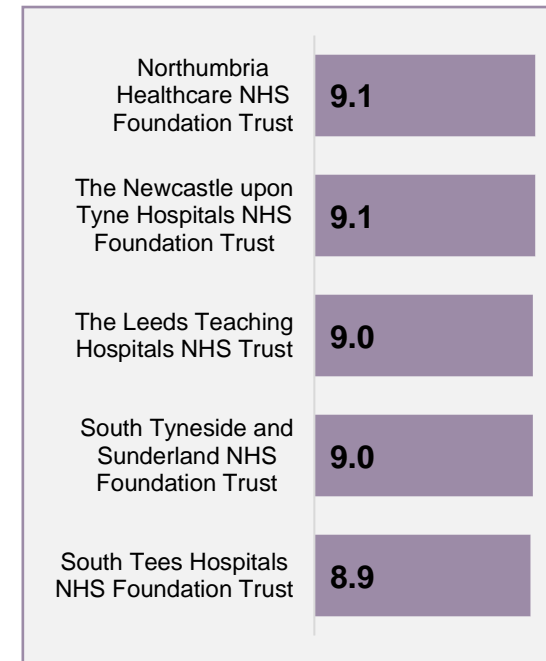 Northumbria
Healthcare NHS
Foundation Trust
9.1
The Newcastle upon
Tyne Hospitals NHS
Foundation Trust
9.1
The Leeds Teaching
Hospitals NHS Trust
9.0
South Tyneside and
Sunderland NHS
Foundation Trust
9.0
South Tees Hospitals
NHS Foundation Trust
8.9